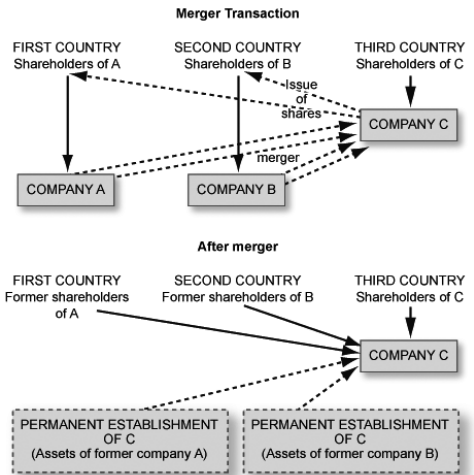 Merger Transaction
FIRST COUNTRY
Shareholders of A
SECOND COUNTRY
Shareholders of B
THIRD COUNTRY
Shareholders of C
Issue
of
shares
COMPANY C
merger
COMPANY A
COMPANY B
After merger
FIRST COUNTRY
Former shareholders
of A
SECOND COUNTRY
Former shareholders of B
THIRD COUNTRY
Shareholders of C
COMPANY C
PERMANENT ESTABLISHMENT
OF C
(Assets of former company A)
PERMANENT ESTABLISHMENT
OF C
(Assets of former company B)